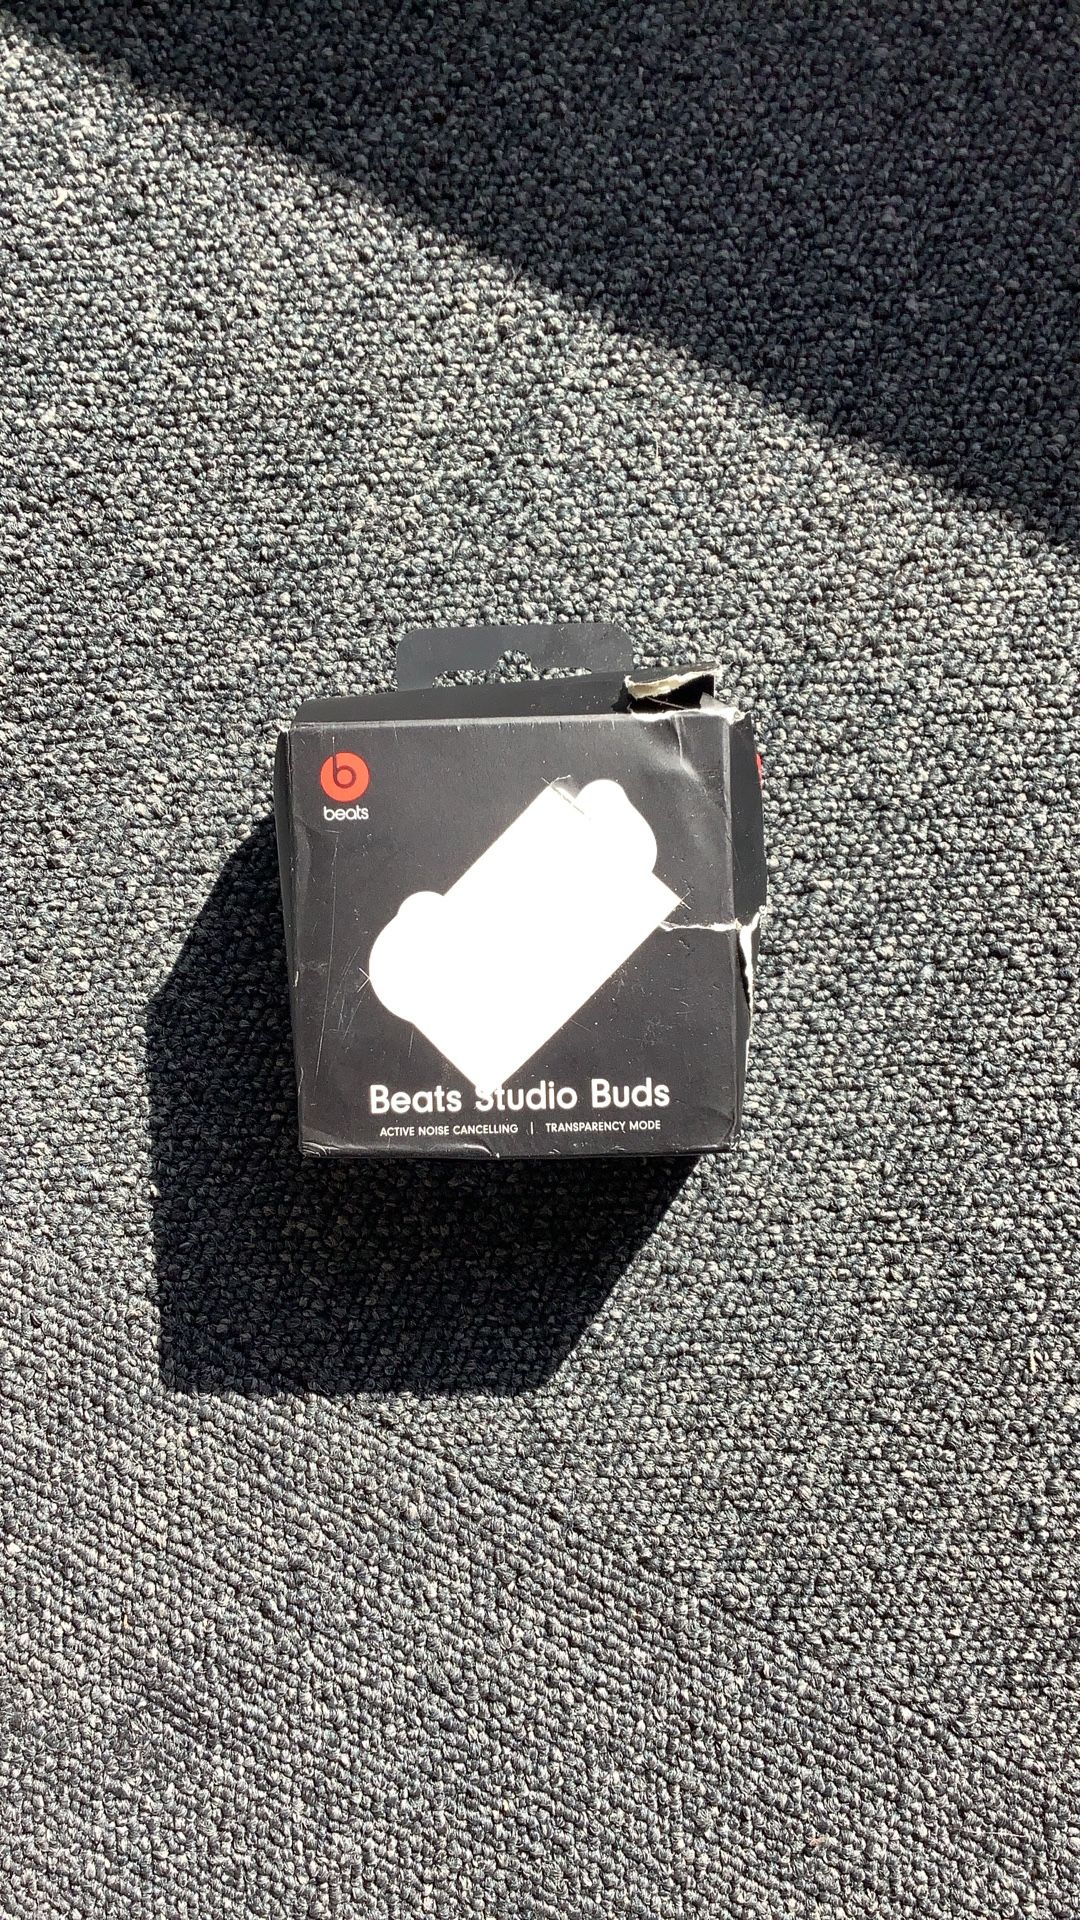 b
beats
Beats Studio Buds
ACTIVE NOISE CANCELLING | TRANSPARENCY MODE